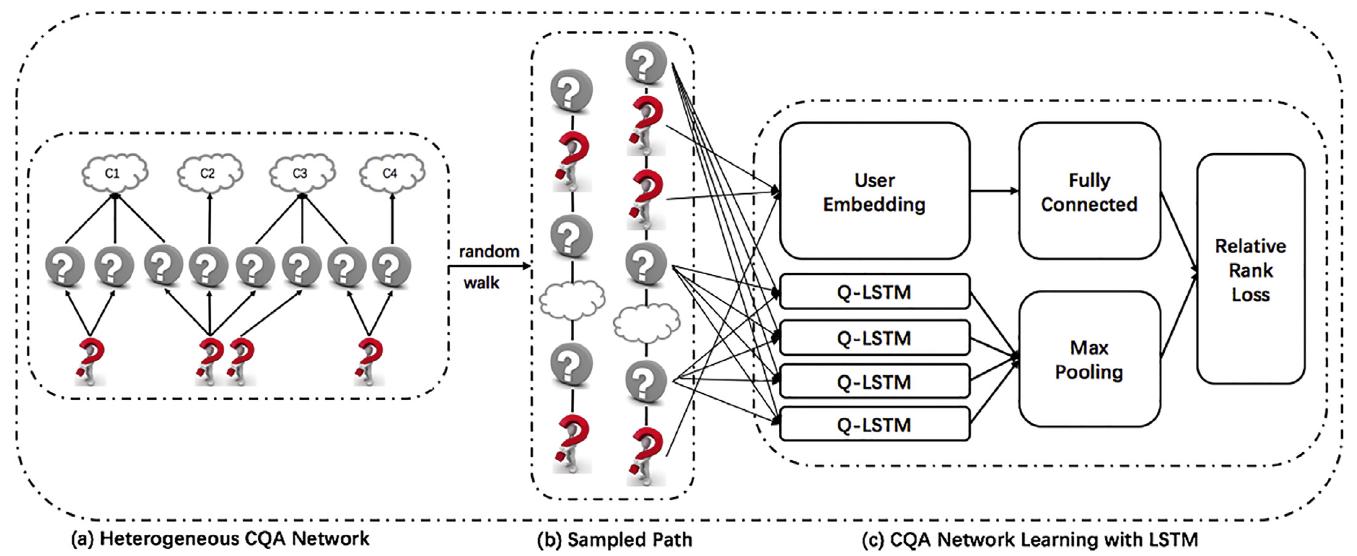 C1
C2
C3
C4
random
walk
User
Embedding
Fully
Connected
Relative
Rank
Loss
Q-LSTM
Q-LSTM
Q-LSTM
Q-LSTM
Max
Pooling
(a) Heterogeneous CQA Network
(b) Sampled Path
(c) CQA Network Learning with LSTM